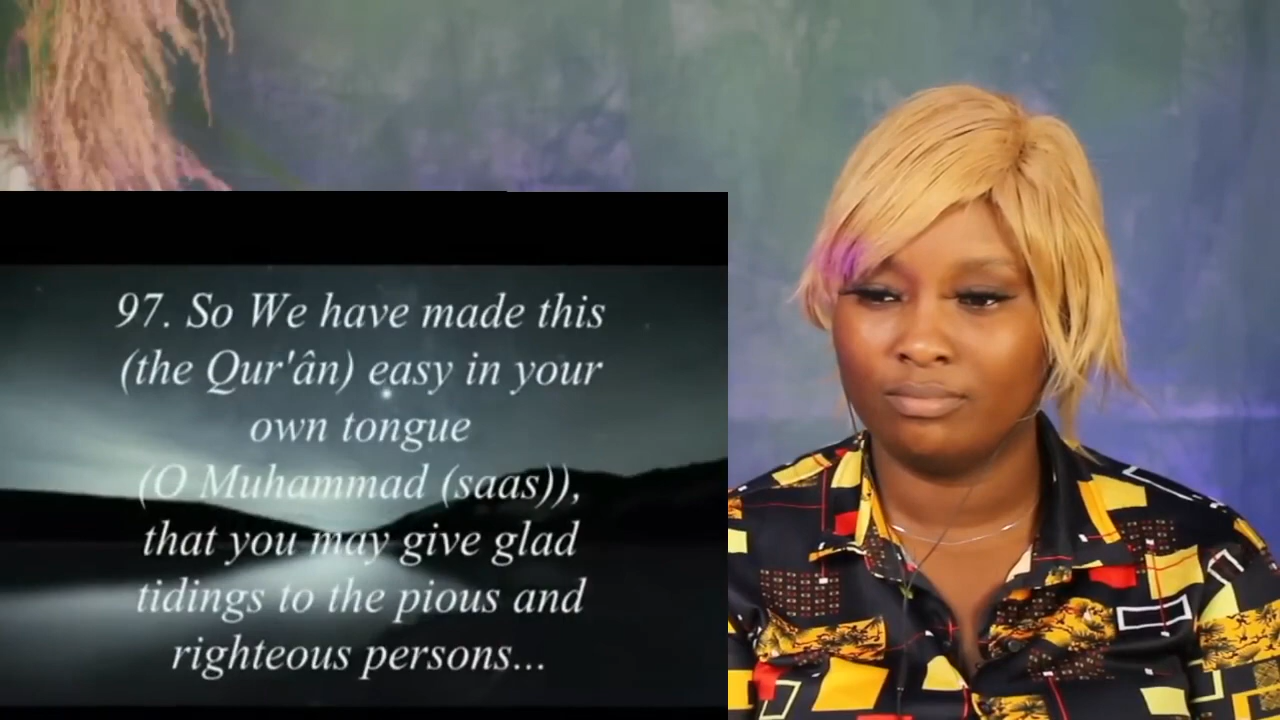 97. So We have made this
(the Qur'ân) easy in your
own tongue
(O Muhammad (saas)),
that you may give glad
tidings to the pious and
righteous persons...